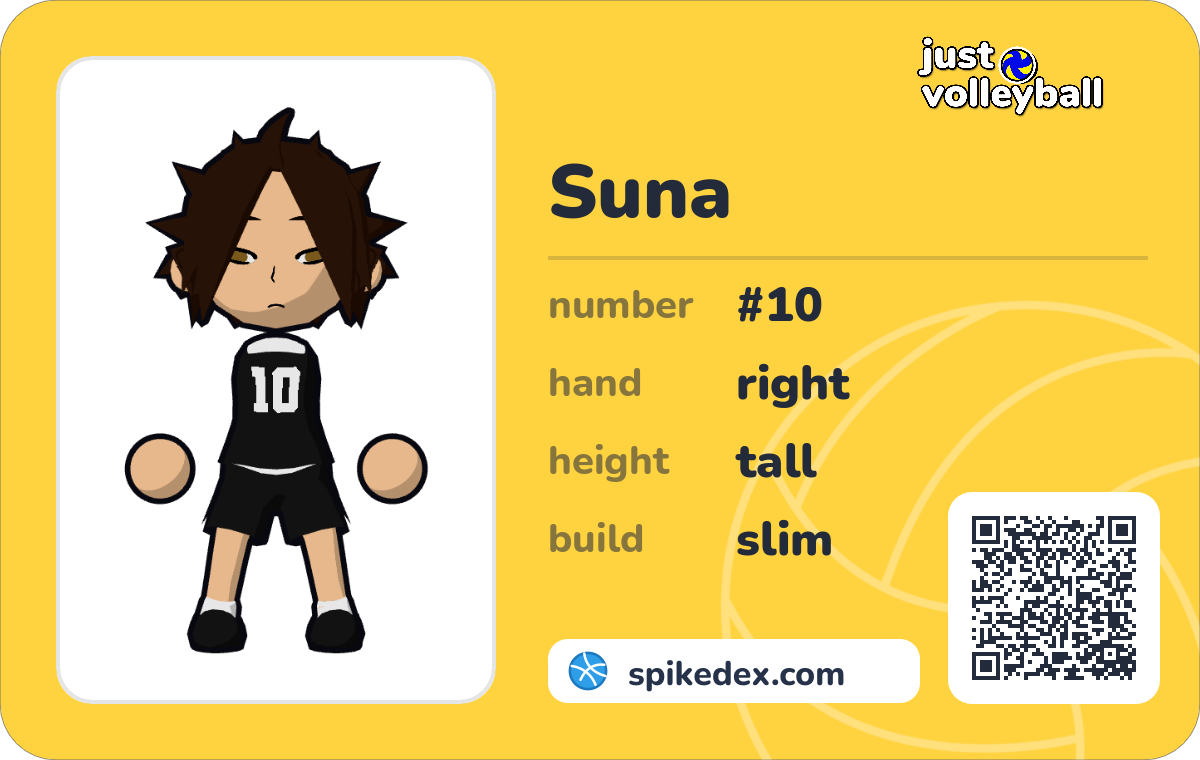 just
volleyball
Suna
number #10
hand right
height tall
build slim
10
spikedex.com